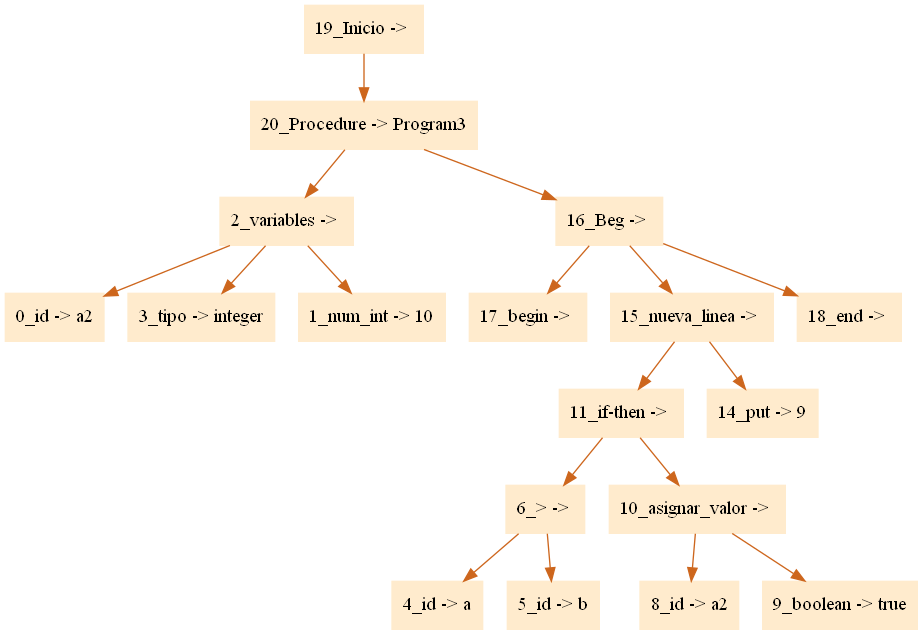 19_Inicio ->
20_Procedure -> Program3
2_variables ->
16_Beg ->
0_id -> a2
3_tipo -> integer
1_num_int -> 10
17_begin ->
15_nueva_linea ->
18_end ->
11_if-then ->
14_put -> 9
6_> ->
10_asignar_valor ->
4_id -> a
5_id -> b
8_id -> a2
9_boolean -> true